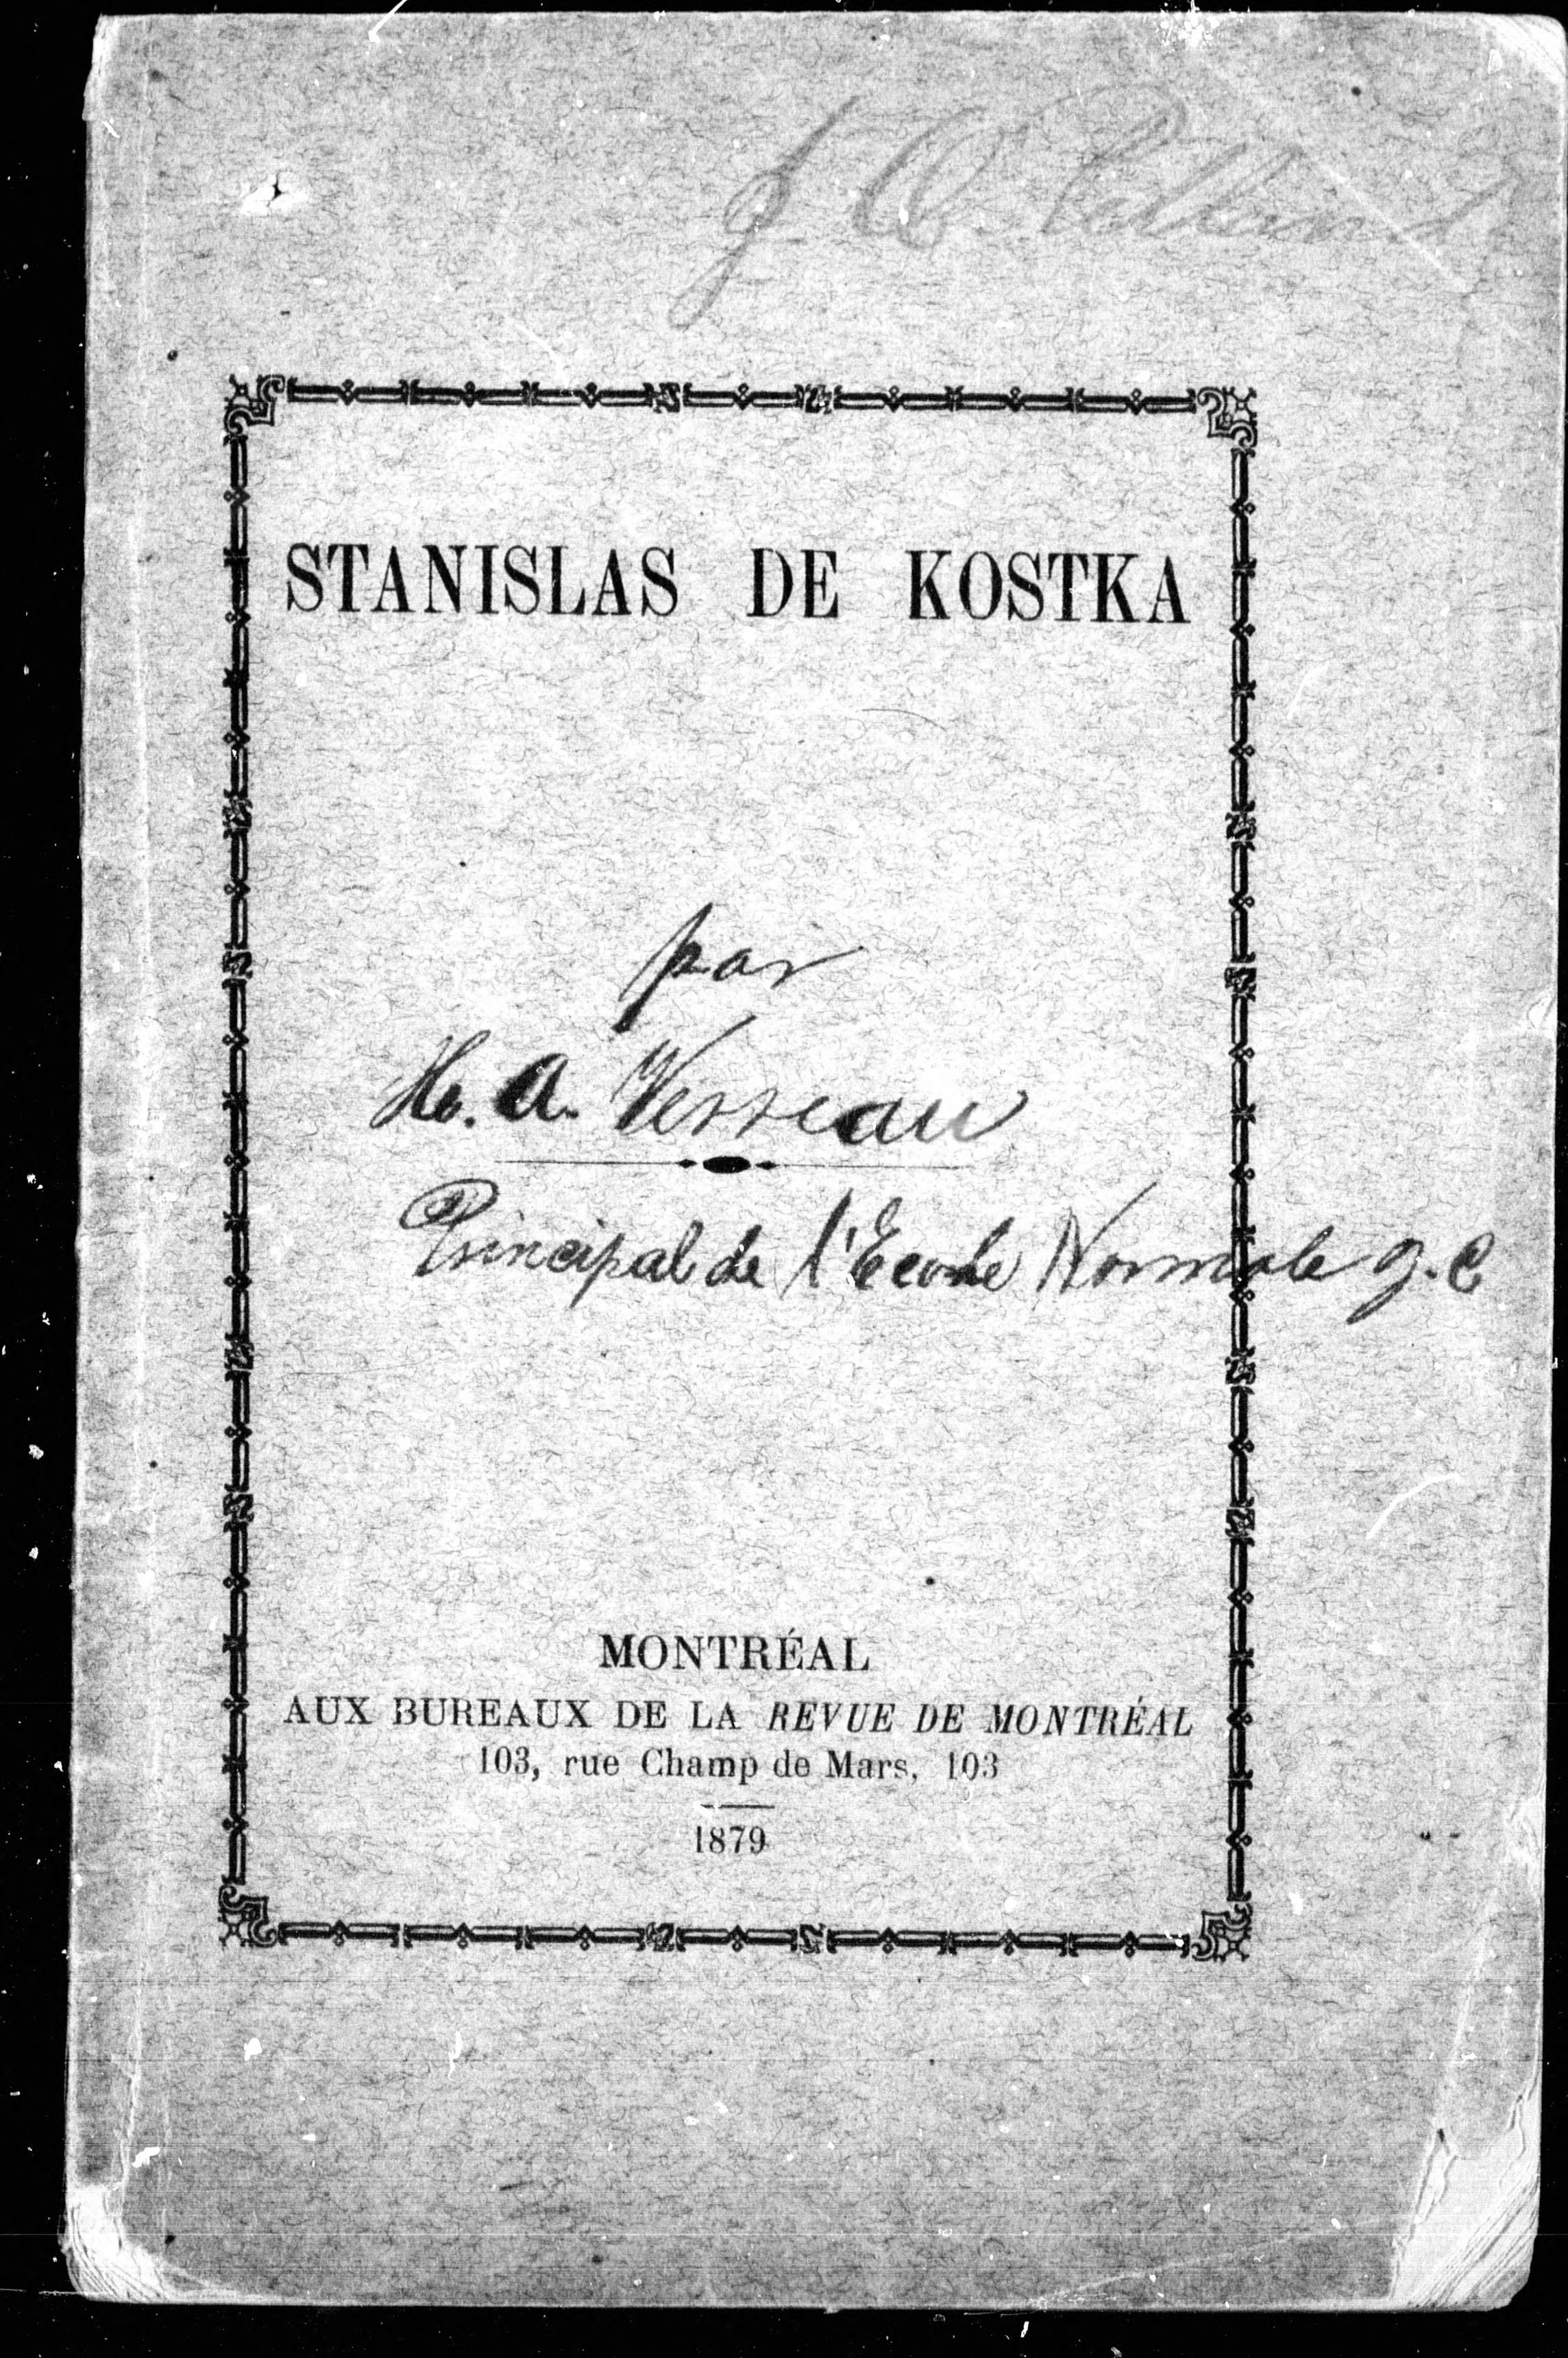 STANISLAS DE KOSTKA
par
H. A. Verreau
Principal de l'Ecole Normale J. C
MONTRÉAL
AUX BUREAUX DE LA REVUE DE MONTRÉAL
103, rue Champ de Mars, 103
1879